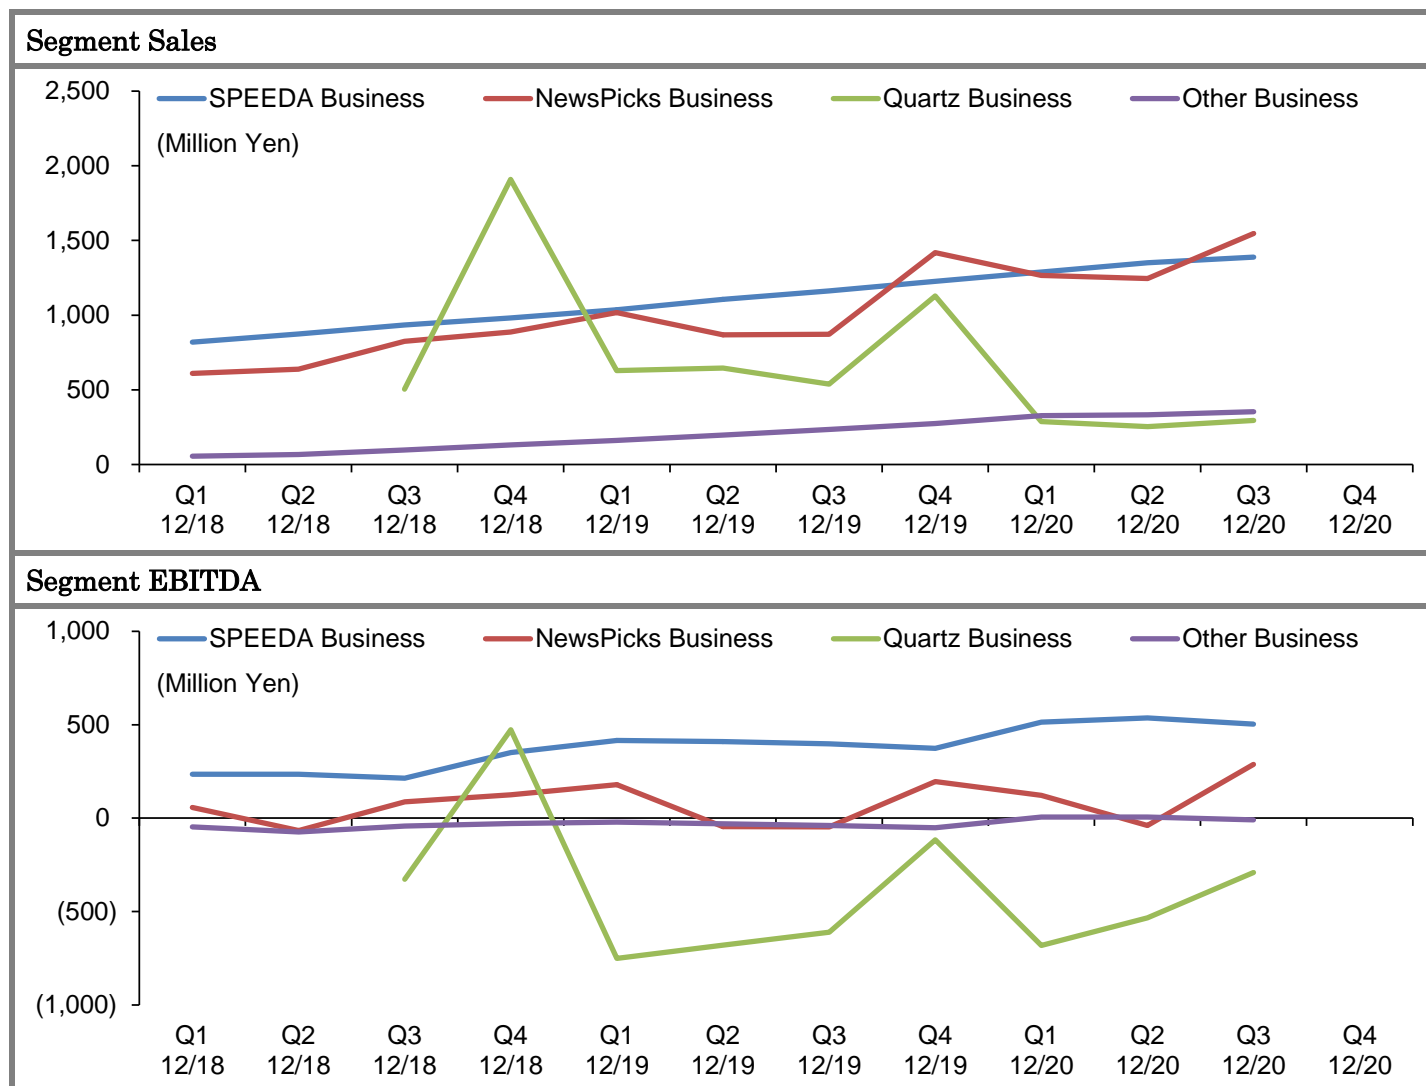 Segment Sales
2,500
SPEEDA Business NewsPicks Business Quartz Business Other Business
(Million Yen)
2,000
1,500
1,000
500
0
Q1 Q2 Q3 Q4 Q1 Q2 Q3 Q4 Q1 Q2 Q3 Q4
12/18 12/18 12/18 12/18 12/19 12/19 12/19 12/19 12/20 12/20 12/20 12/20
Segment EBITDA
1,000
SPEEDA Business NewsPicks Business Quartz Business Other Business
(Million Yen)
500
0
(500)
(1,000)
Q1 Q2 Q3 Q4 Q1 Q2 Q3 Q4 Q1 Q2 Q3 Q4
12/18 12/18 12/18 12/18 12/19 12/19 12/19 12/19 12/20 12/20 12/20 12/20